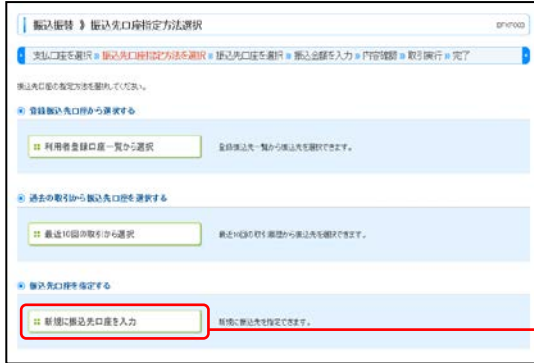 振込振替 》 振込先口座指定方法選択
支払口座を選択 » 振込先口座指定方法を選択 » 振込先口座を選択 » 振込金額を入力 » 内容確認 » 取引実行 » 完了
振込先口座の指定方法を選択してください。
登録振込先口座から選択する
利用者登録口座一覧から選択
登録振込先一覧から振込先を選択できます。
過去の取引から振込先口座を選択する
最近10回の取引から選択
最近10回の取引履歴から振込先を選択できます。
振込先口座を指定する
新規に振込先口座を入力
新規に振込先を指定できます。